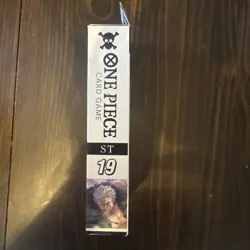 ONE PIECE
CARD GAME
ST
19